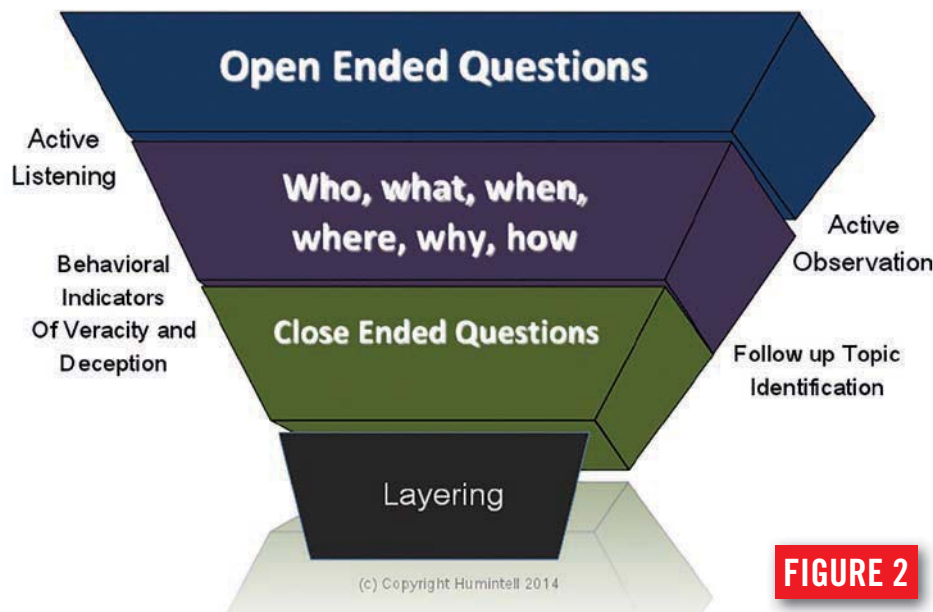 Open Ended Questions
Active
Listening
Who, what, when,
where, why, how
Active
Observation
Behavioral
Indicators
Of Veracity and
Deception
Close Ended Questions
Follow up Topic
Identification
Layering
(c) Copyright Humintell 2014
FIGURE 2